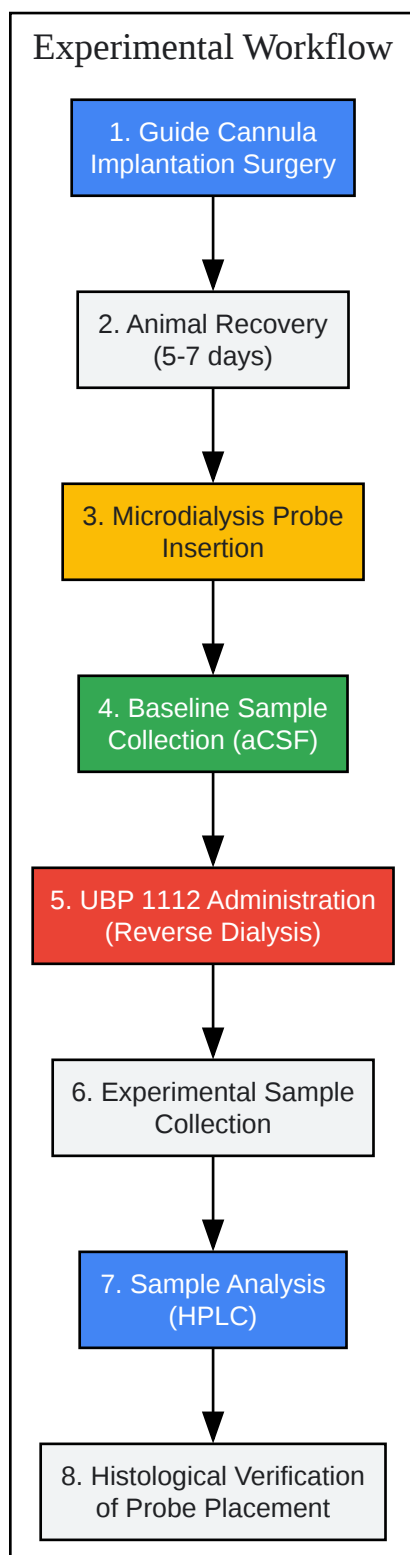 Experimental Workflow
1. Guide Cannula
Implantation Surgery
2. Animal Recovery
(5-7 days)
3. Microdialysis Probe
Insertion
4. Baseline Sample
Collection (aCSF)
5. UBP 1112 Administration
(Reverse Dialysis)
6. Experimental Sample
Collection
7. Sample Analysis
(HPLC)
8. Histological Verification
of Probe Placement